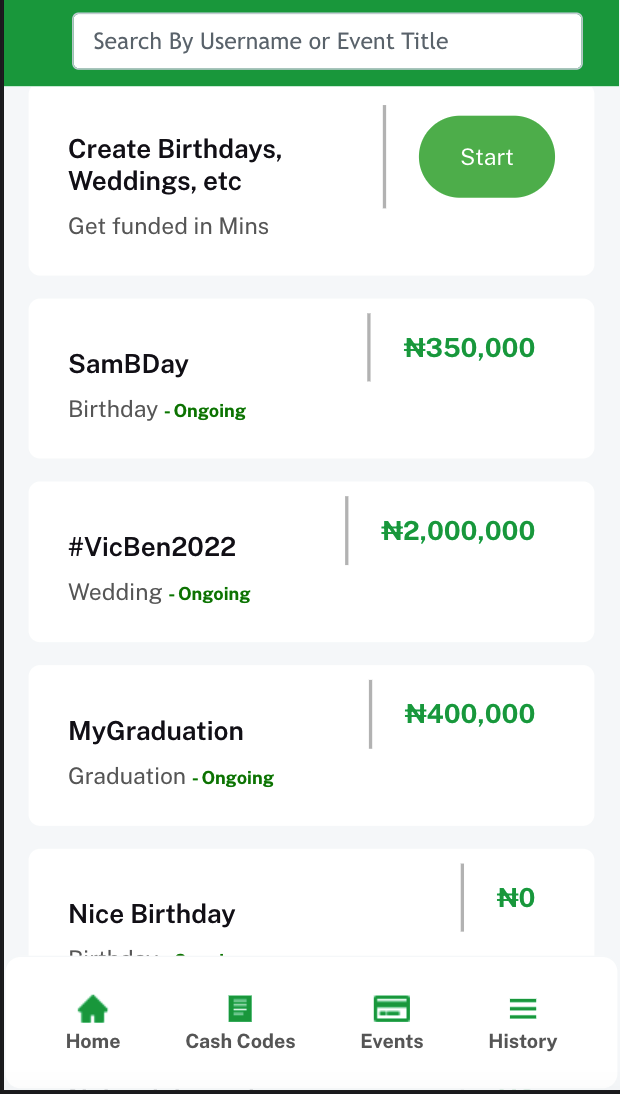 Search By Username or Event Title
Create Birthdays,
Weddings, etc
Get funded in Mins
Start
SamBDay
Birthday - Ongoing
₦350,000
#VicBen2022
Wedding - Ongoing
₦2,000,000
MyGraduation
Graduation - Ongoing
₦400,000
Nice Birthday
₦0
Birthday
Home
Cash Codes
Events
History